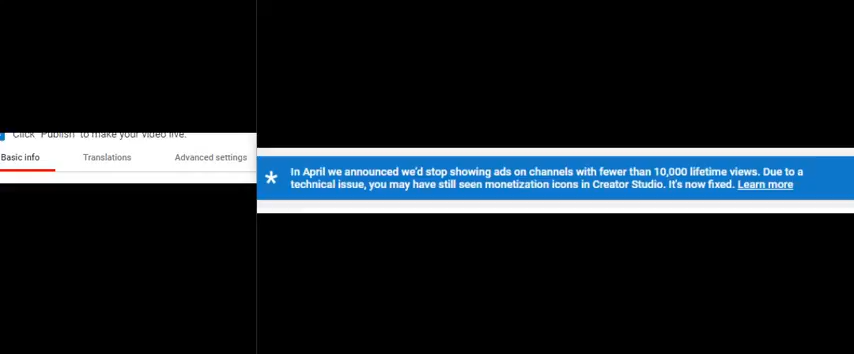 Click "Publish" to make your video live.
Basic info Translations Advanced settings
In April we announced we'd stop showing ads on channels with fewer than 10,000 lifetime views. Due to a
technical issue, you may have still seen monetization icons in Creator Studio. It's now fixed. Learn more